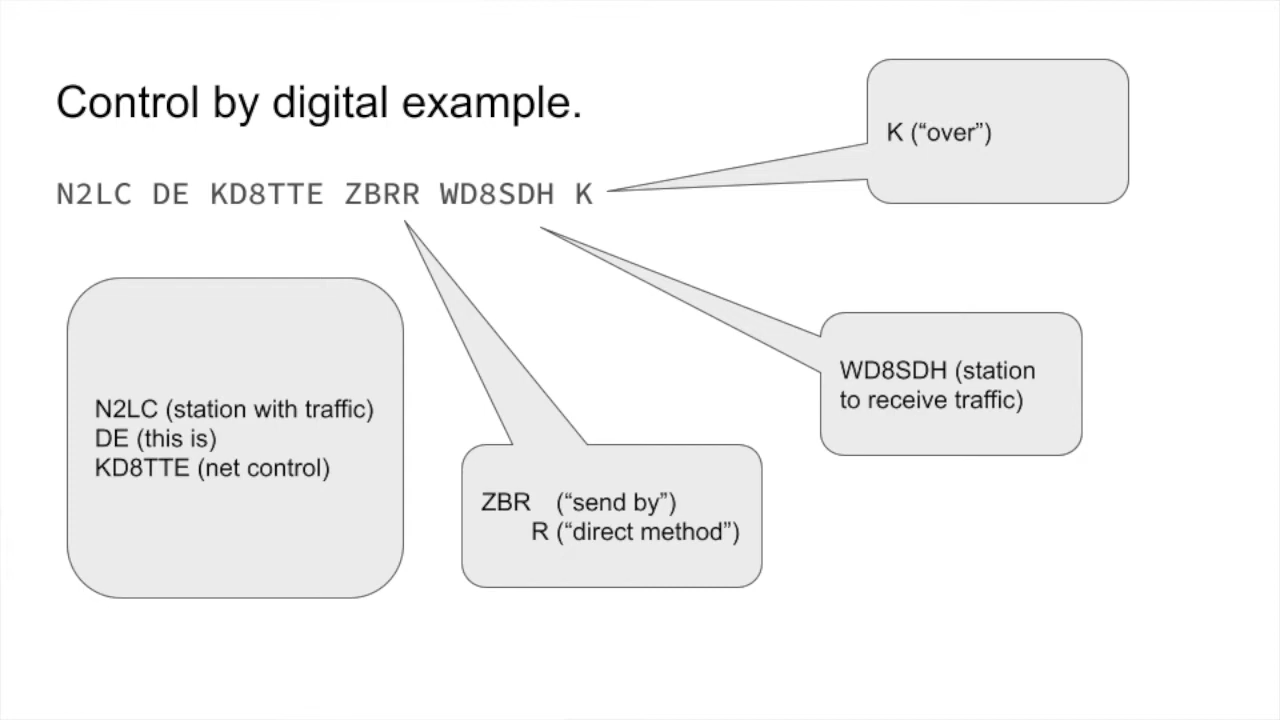 Control by digital example.
N2LC DE KD8TTE ZBRR WD8SDH K
K (“over”)
WD8SDH (station
to receive traffic)
N2LC (station with traffic)
DE (this is)
KD8TTE (net control)
ZBR (“send by”)
R (“direct method”)